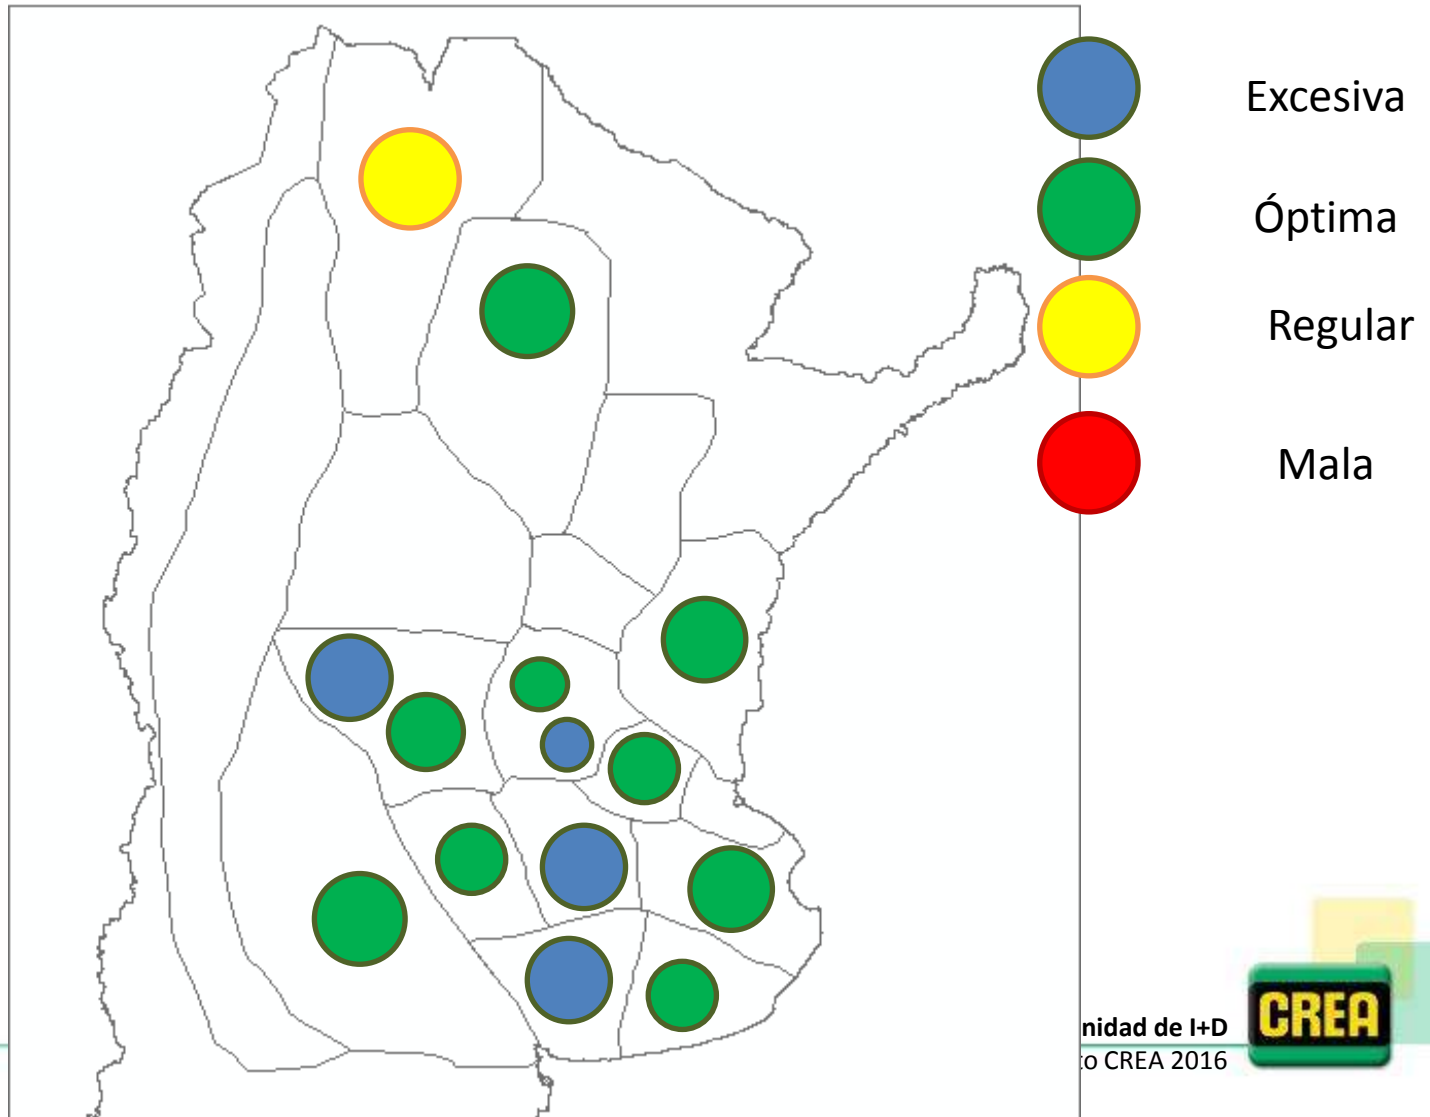 Excesiva
Óptima
Regular
Mala
nidad de I+D
o CREA 2016
CREA